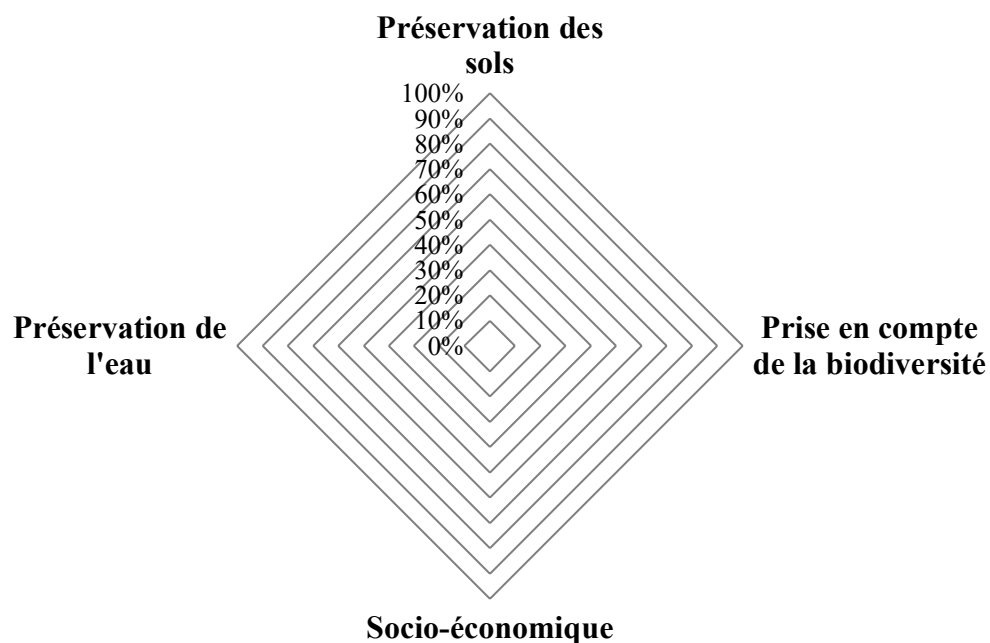 Préservation des
sols
100%
90%
80%
70%
60%
50%
40%
30%
20%
10%
0%
Préservation de
l'eau
Prise en compte
de la biodiversité
Socio-économique